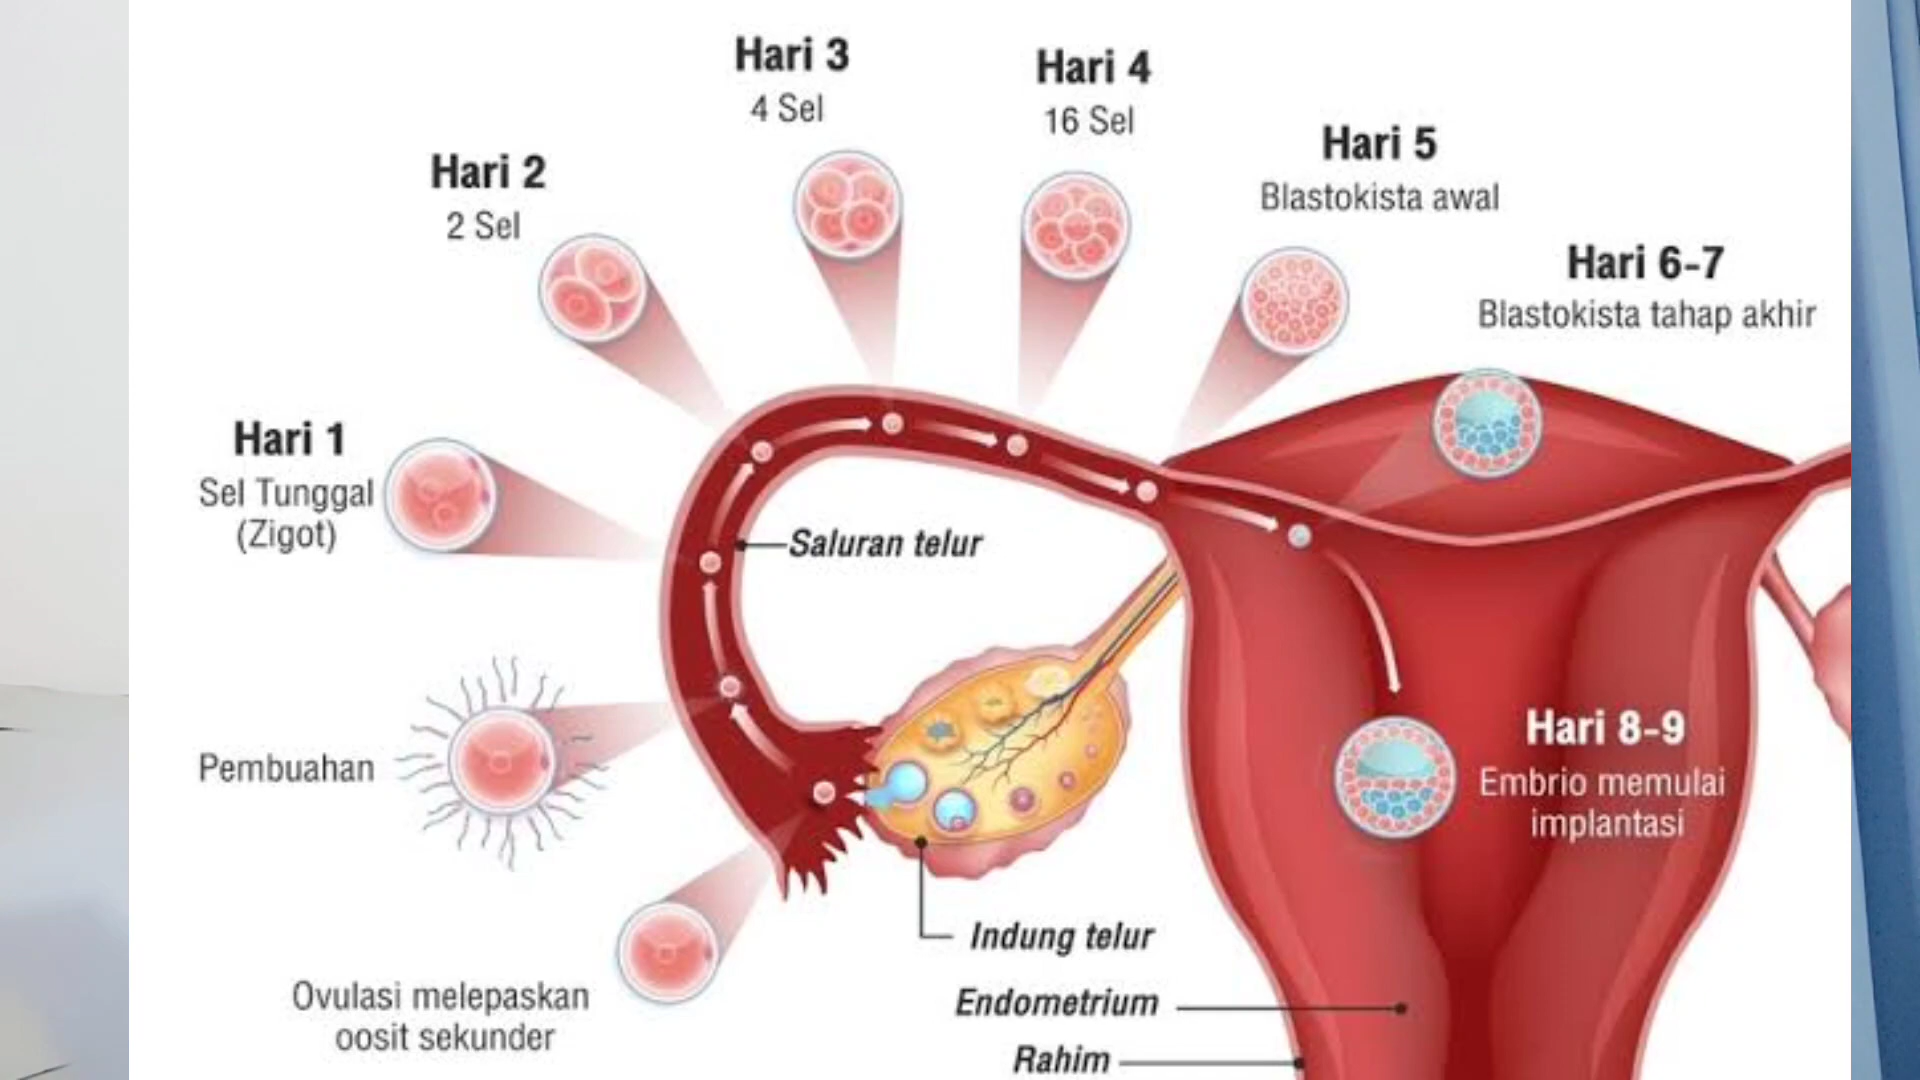 Hari 3
4 Sel
Hari 4
16 Sel
Hari 5
Blastokista awal
Hari 2
2 Sel
Hari 6-7
Blastokista tahap akhir
Hari 1
Sel Tunggal
(Zigot)
Saluran telur
Pembuahan
Hari 8-9
Embrio memulai
implantasi
Indung telur
Ovulasi melepaskan
oosit sekunder
Endometrium
Rahim